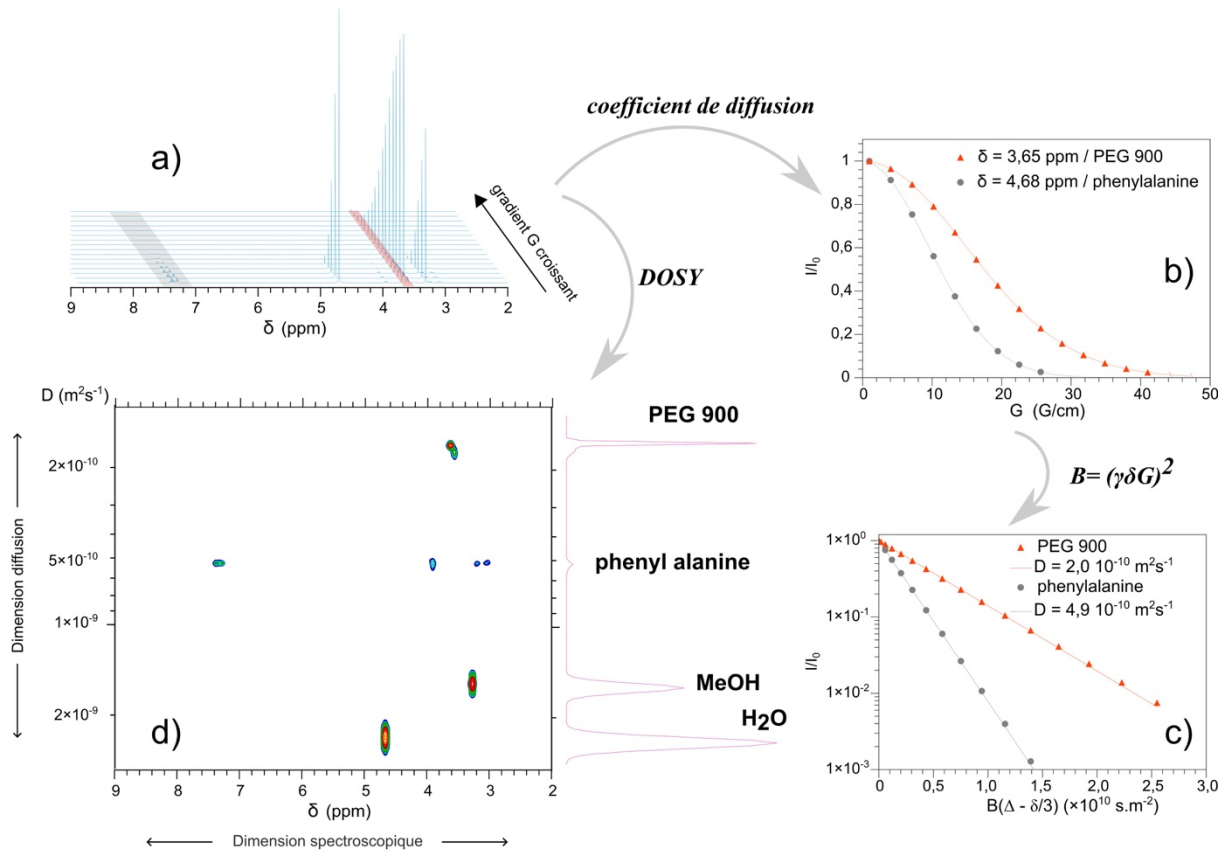 a)
gradient G croissant
9 8 7 6 5 4 3 2
δ (ppm)
coefficient de diffusion
DOSY
b)
δ = 3,65 ppm / PEG 900
δ = 4,68 ppm / phenylalanine
I/I0
1
0,8
0,6
0,4
0,2
0
0 10 20 30 40 50
G (G/cm)
B= (γδG)2
c)
PEG 900
D = 2,0 10-10 m2s-1
phenylalanine
D = 4,9 10-10 m2s-1
I/I0
1×100
1×10-1
1×10-2
1×10-3
0 0,5 1,0 1,5 2,0 2,5 3,0
B(Δ - δ/3) (×1010 s.m-2)
D (m2s-1)
Dimension diffusion
2×10-10
5×10-10
1×10-9
2×10-9
d)
9 8 7 6 5 4 3 2
δ (ppm)
Dimension spectroscopique
PEG 900
phenyl alanine
MeOH
H2O